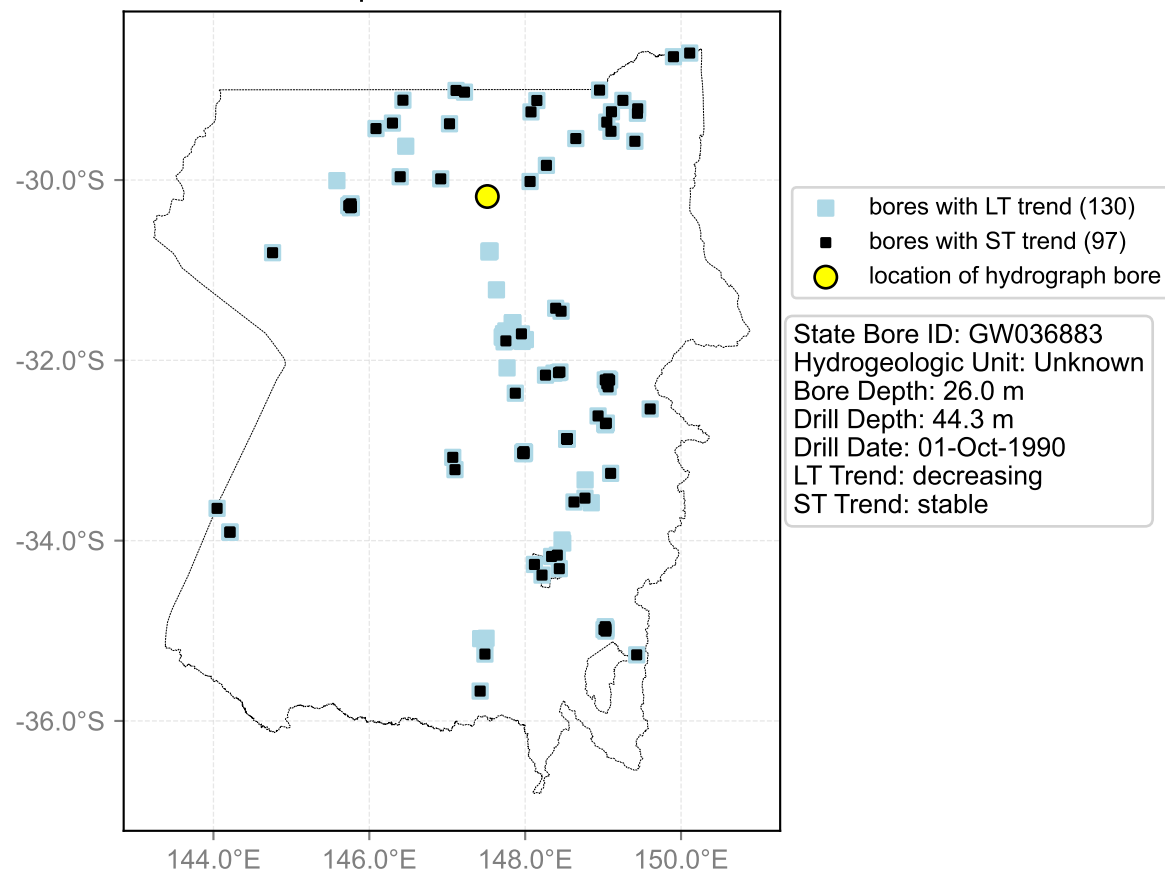 -30.0°S
-32.0°S
-34.0°S
-36.0°S
144.0°E
146.0°E
148.0°E
150.0°E
bores with LT trend (130)
bores with ST trend (97)
location of hydrograph bore
State Bore ID: GW036883
Hydrogeologic Unit: Unknown
Bore Depth: 26.0 m
Drill Depth: 44.3 m
Drill Date: 01-Oct-1990
LT Trend: decreasing
ST Trend: stable